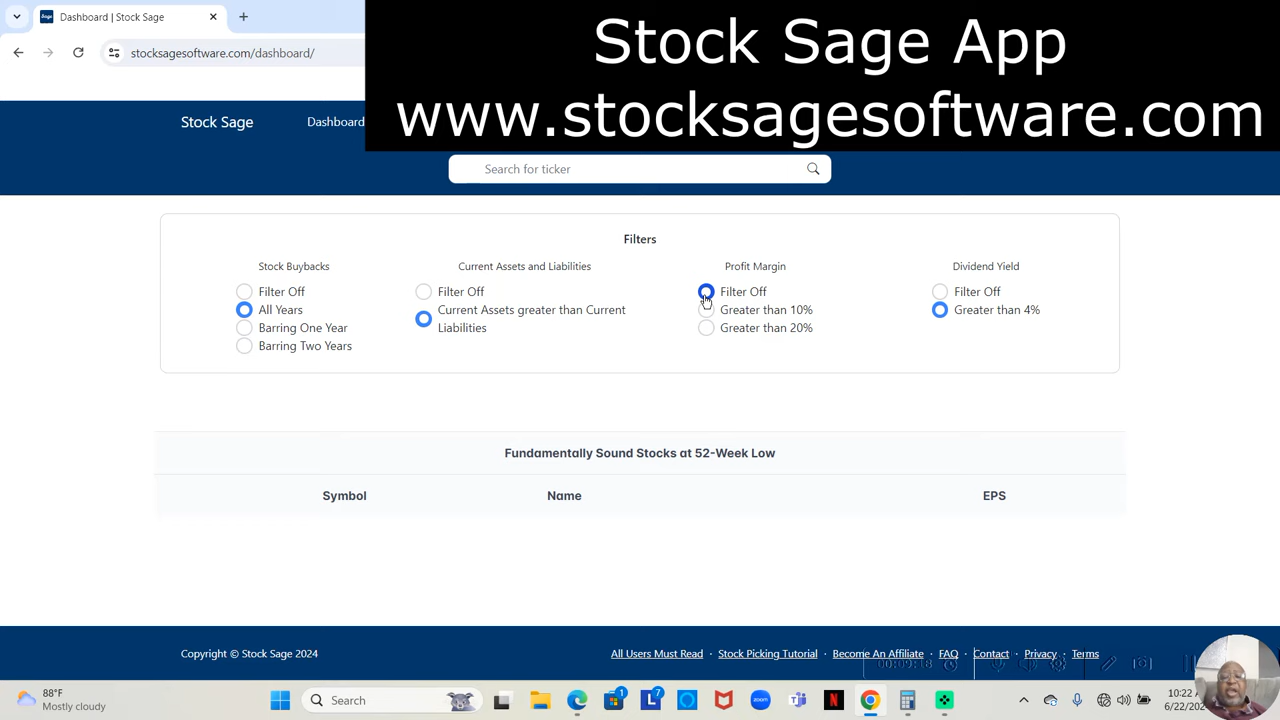 Dashboard | Stock Sage
stocksagesoftware.com/dashboard/
Stock Sage App
www.stocksagesoftware.com
Stock Sage
Dashboard
Search for ticker
Filters
Stock Buybacks
Filter Off
All Years
Barring One Year
Barring Two Years
Current Assets and Liabilities
Filter Off
Current Assets greater than Current
Liabilities
Profit Margin
Filter Off
Greater than 10%
Greater than 20%
Dividend Yield
Filter Off
Greater than 4%
Fundamentally Sound Stocks at 52-Week Low
Symbol Name EPS
Copyright © Stock Sage 2024
All Users Must Read · Stock Picking Tutorial · Become An Affiliate · FAQ · Contact · Privacy · Terms
00:09:18
88°F
Mostly cloudy
Search
10:22
6/22/